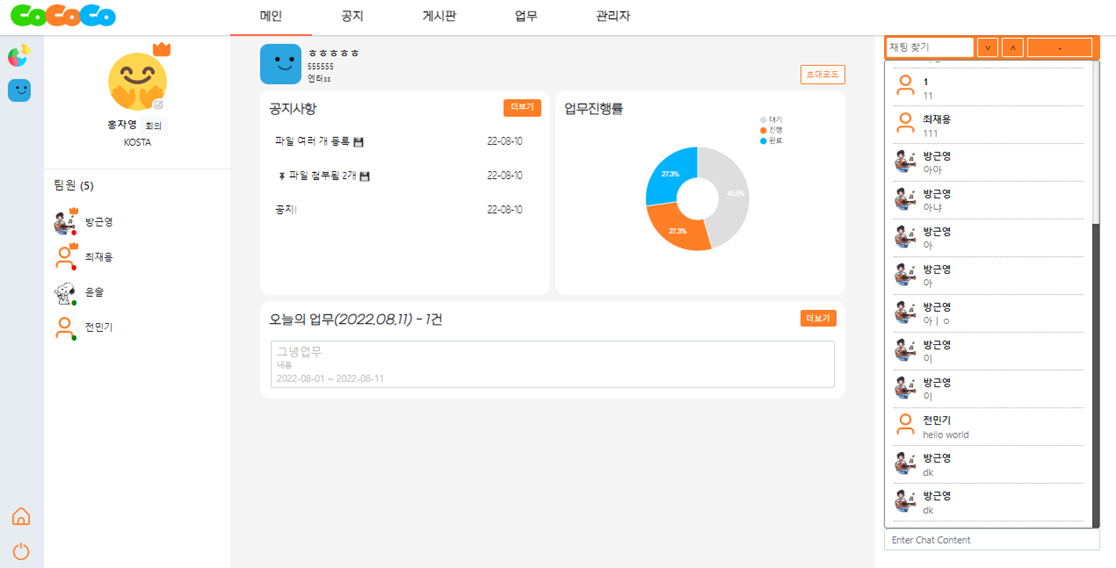 CoCoCo
메인 공지 게시판 업무 관리자
홍자영 회의
KOSTA
팀원 (5)
방근영
최재용
윤솔
전민기
ㅎㅎㅎㅎㅎ
555555
엔터ss
초대코드
공지사항 더보기
파일 여러 개 등록 22-08-10
파일 첨부됨 2개 22-08-10
공지! 22-08-10
업무진행률
대기
진행
완료
27.3%
45.5%
27.3%
오늘의 업무(2022.08.11) - 1건 더보기
그냥업무
내용
2022-08-01 ~ 2022-08-11
채팅 찾기 ˅ ˄ -
1
11
최재용
111
방근영
아아
방근영
아냐
방근영
아
방근영
아
방근영
아ㅣㅇ
방근영
이
방근영
이
전민기
hello world
방근영
dk
방근영
dk
Enter Chat Content